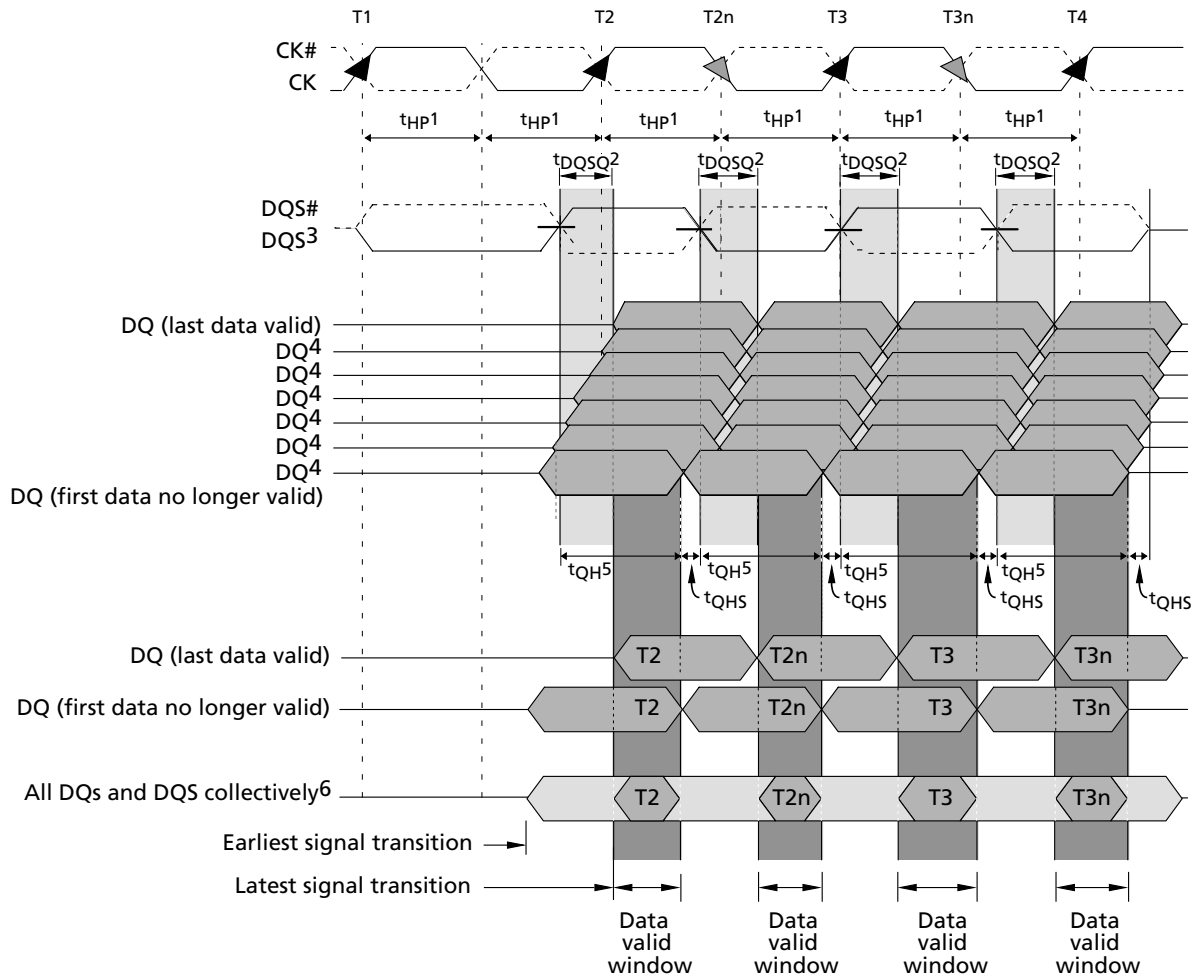 T1 T2 T2n T3 T3n T4
CK#
CK
tHP1 tHP1 tHP1 tHP1 tHP1 tHP1
tDQSQ2 tDQSQ2 tDQSQ2 tDQSQ2
DQS#
DQS3
DQ (last data valid)
DQ4
DQ4
DQ4
DQ4
DQ4
DQ4
DQ (first data no longer valid)
tQH5 tQH5 tQH5 tQH5
tQHS tQHS tQHS tQHS
DQ (last data valid) T2 T2n T3 T3n
DQ (first data no longer valid) T2 T2n T3 T3n
All DQs and DQS collectively6 T2 T2n T3 T3n
Earliest signal transition
Latest signal transition
Data valid window
Data valid window
Data valid window
Data valid window